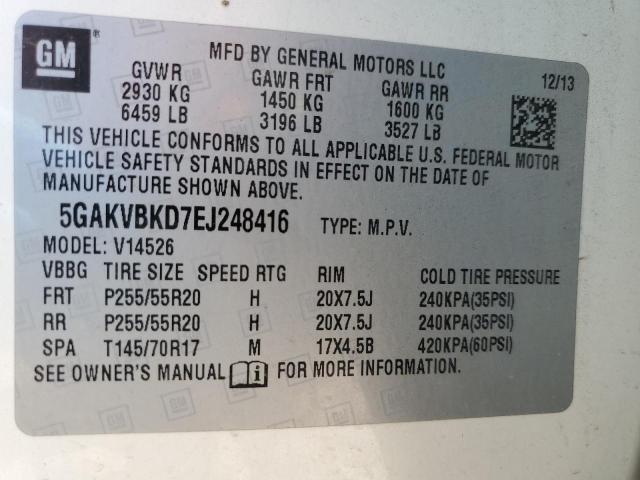 GM
MFD BY GENERAL MOTORS LLC
12/13
GVWR GAWR FRT GAWR RR
2930 KG 1450 KG 1600 KG
6459 LB 3196 LB 3527 LB
THIS VEHICLE CONFORMS TO ALL APPLICABLE U.S. FEDERAL MOTOR
VEHICLE SAFETY STANDARDS IN EFFECT ON THE DATE OF
MANUFACTURE SHOWN ABOVE.
5GAKVBKD7EJ248416 TYPE: M.P.V.
MODEL: V14526
VBBG TIRE SIZE SPEED RTG RIM COLD TIRE PRESSURE
FRT P255/55R20 H 20X7.5J 240KPA(35PSI)
RR P255/55R20 H 20X7.5J 240KPA(35PSI)
SPA T145/70R17 M 17X4.5B 420KPA(60PSI)
SEE OWNER'S MANUAL i FOR MORE INFORMATION.